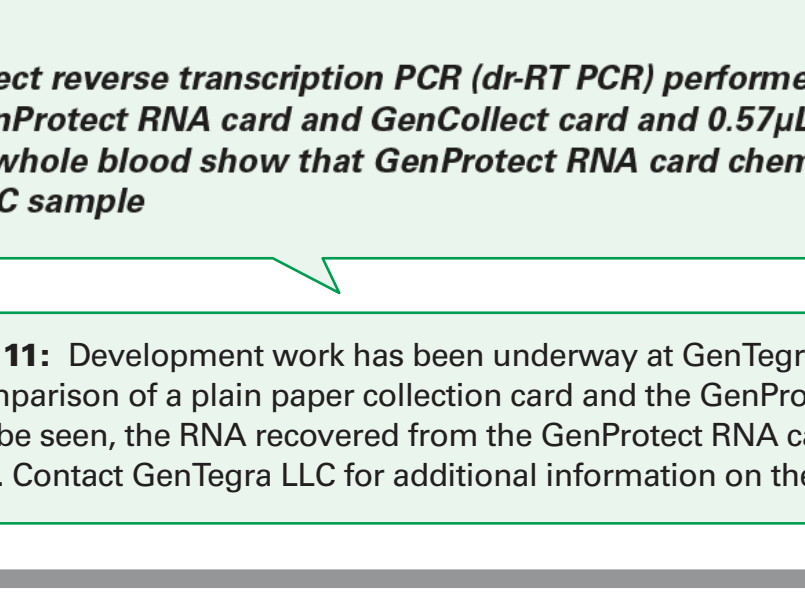 ect reverse transcription PCR (dr-RT PCR) performe
nProtect RNA card and GenCollect card and 0.57µL
whole blood show that GenProtect RNA card chem
C sample
11: Development work has been underway at GenTegr
nparison of a plain paper collection card and the GenPro
be seen, the RNA recovered from the GenProtect RNA ca
. Contact GenTegra LLC for additional information on the